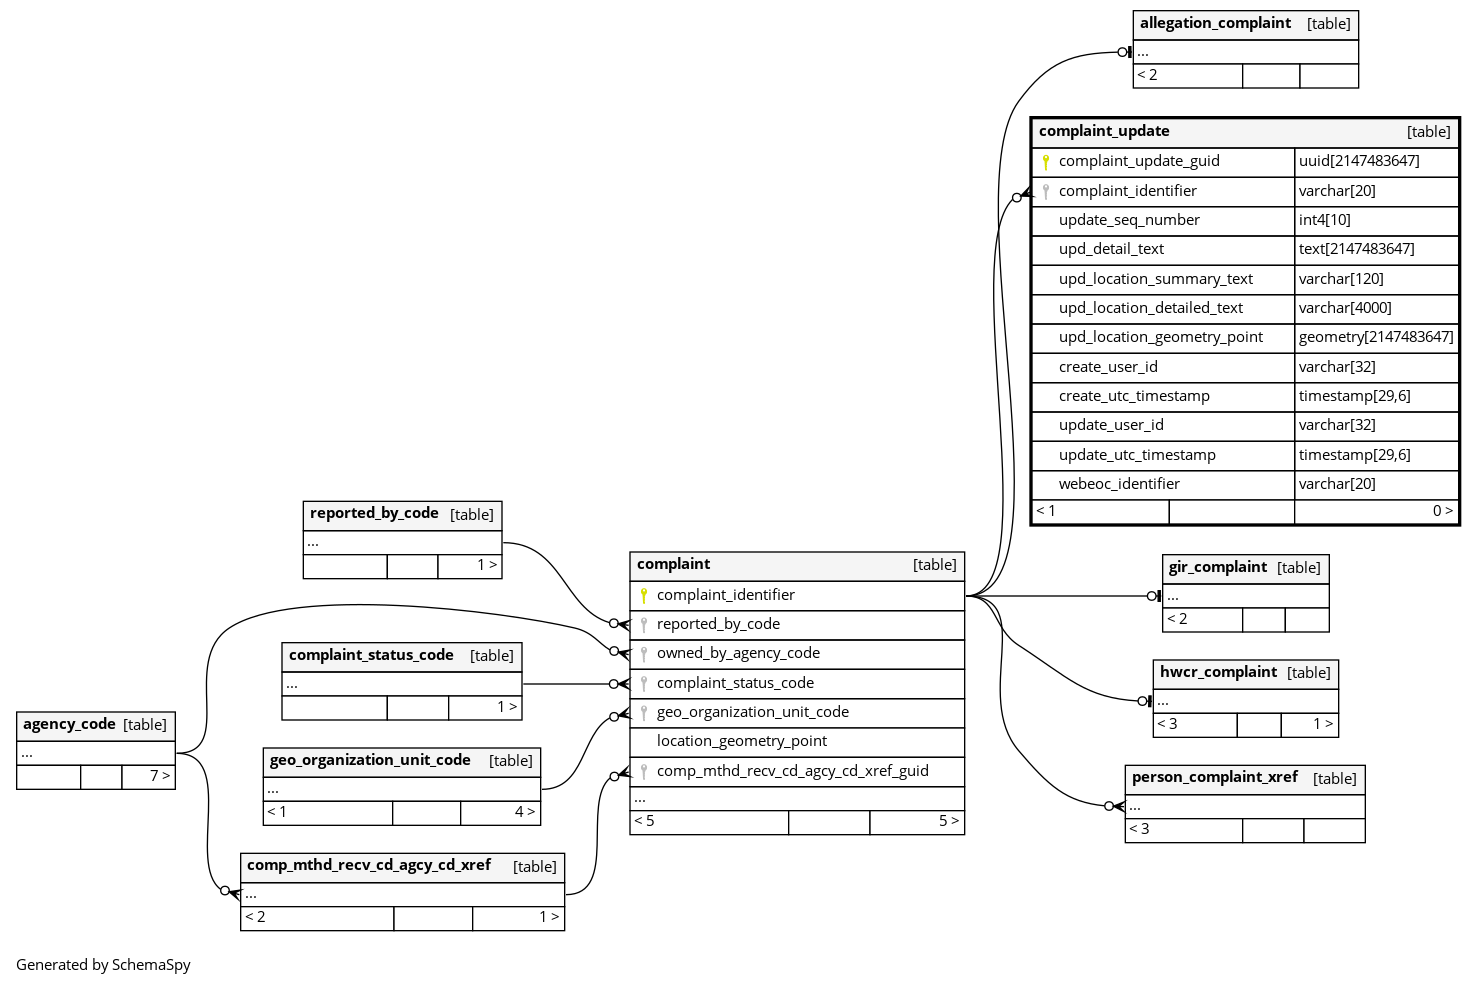 allegation_complaint [table]
...
< 2
complaint_update [table]
complaint_update_guid uuid[2147483647]
complaint_identifier varchar[20]
update_seq_number int4[10]
upd_detail_text text[2147483647]
upd_location_summary_text varchar[120]
upd_location_detailed_text varchar[4000]
upd_location_geometry_point geometry[2147483647]
create_user_id varchar[32]
create_utc_timestamp timestamp[29,6]
update_user_id varchar[32]
update_utc_timestamp timestamp[29,6]
webeoc_identifier varchar[20]
< 1 0 >
reported_by_code [table]
...
1 >
complaint [table]
complaint_identifier
reported_by_code
owned_by_agency_code
complaint_status_code
geo_organization_unit_code
location_geometry_point
comp_mthd_recv_cd_agcy_cd_xref_guid
...
< 5 5 >
gir_complaint [table]
...
< 2
complaint_status_code [table]
...
1 >
hwcr_complaint [table]
...
< 3 1 >
agency_code [table]
...
7 >
geo_organization_unit_code [table]
...
< 1 4 >
person_complaint_xref [table]
...
< 3
comp_mthd_recv_cd_agcy_cd_xref [table]
...
< 2 1 >
Generated by SchemaSpy